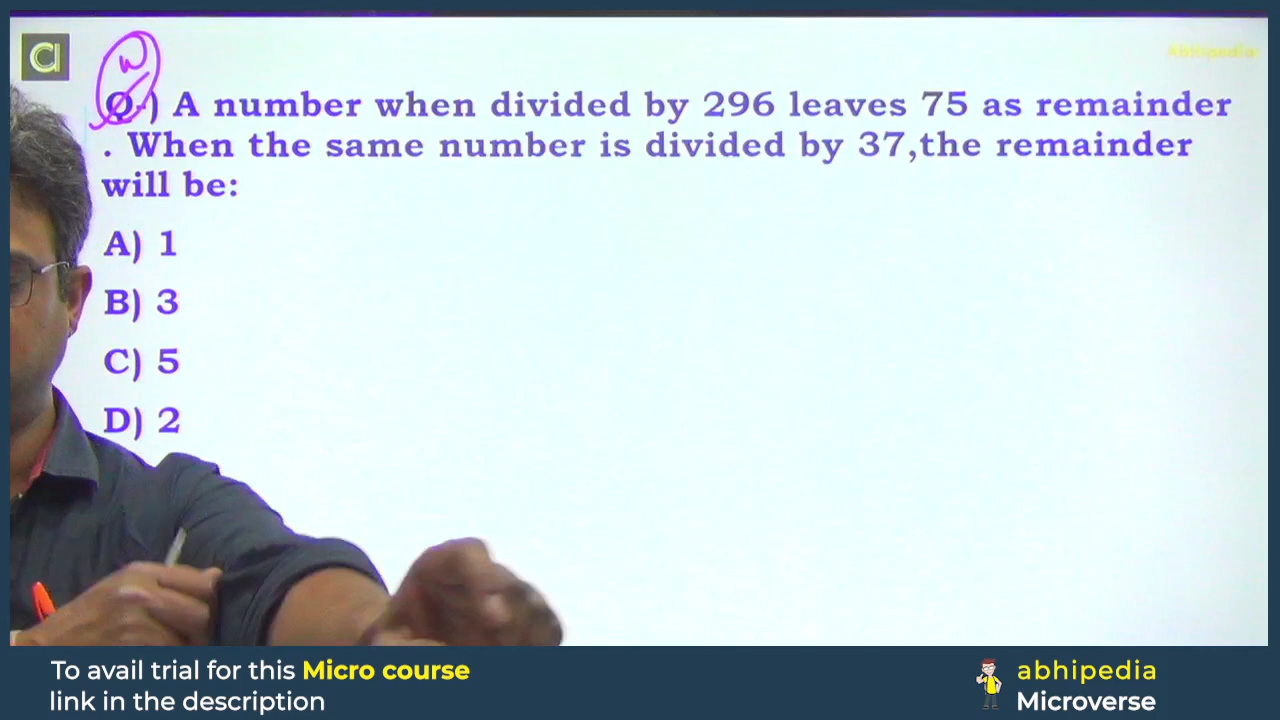 Abhipedia
Q.) A number when divided by 296 leaves 75 as remainder
. When the same number is divided by 37,the remainder
will be:
A) 1
B) 3
C) 5
D) 2
To avail trial for this Micro course
link in the description
abhipedia
Microverse